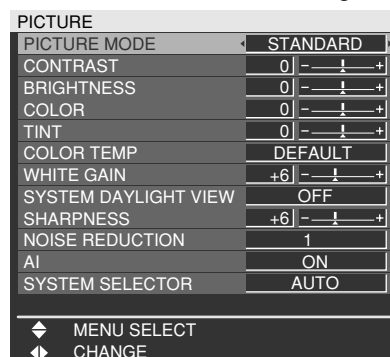 PICTURE
PICTURE MODE STANDARD
CONTRAST 0 - +
BRIGHTNESS 0 - +
COLOR 0 - +
TINT 0 - +
COLOR TEMP DEFAULT
WHITE GAIN +6 - +
SYSTEM DAYLIGHT VIEW OFF
SHARPNESS +6 - +
NOISE REDUCTION 1
AI ON
SYSTEM SELECTOR AUTO
MENU SELECT
CHANGE